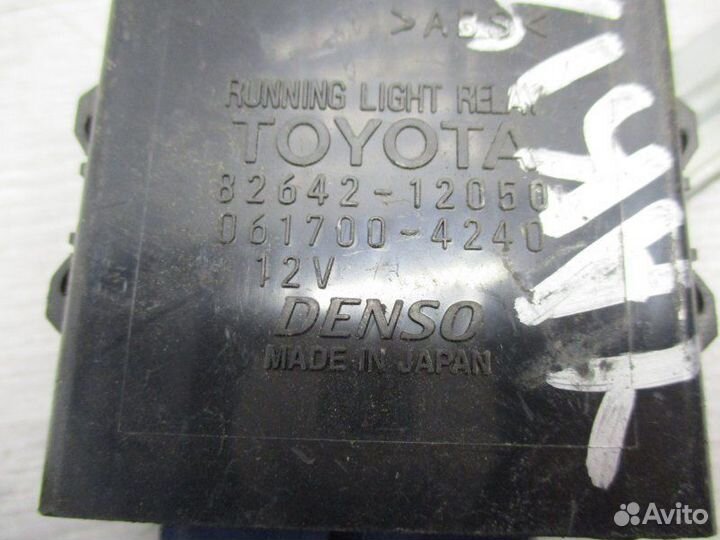 >ABS<
RUNNING LIGHT RELAY
TOYOTA
82642-12050
061700-4240
12V
DENSO
MADE IN JAPAN
Avito